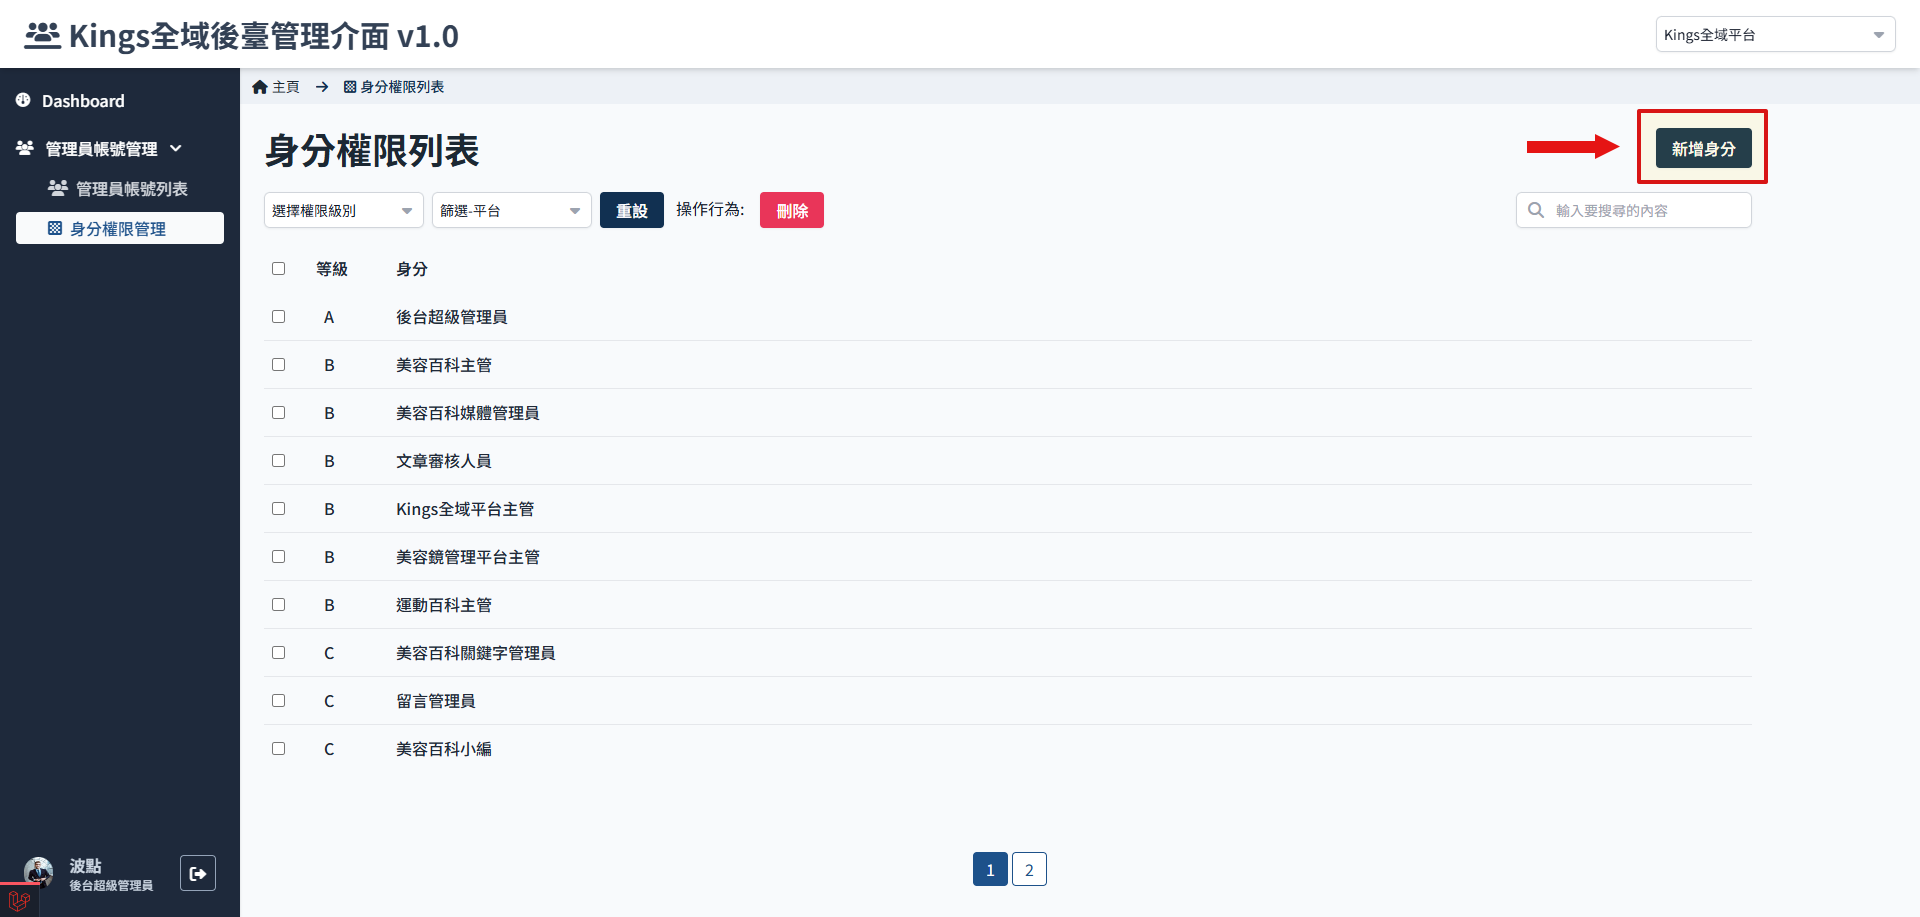 Kings全域後臺管理介面 v1.0
Kings全域平台
Dashboard
管理員帳號管理
管理員帳號列表
身分權限管理
主頁 → 身分權限列表
身分權限列表
新增身分
選擇權限級別
篩選-平台
重設
操作行為:
刪除
輸入要搜尋的內容
等級 身分
A 後台超級管理員
B 美容百科主管
B 美容百科媒體管理員
B 文章審核人員
B Kings全域平台主管
B 美容鏡管理平台主管
B 運動百科主管
C 美容百科關鍵字管理員
C 留言管理員
C 美容百科小編
1 2
波點
後台超級管理員